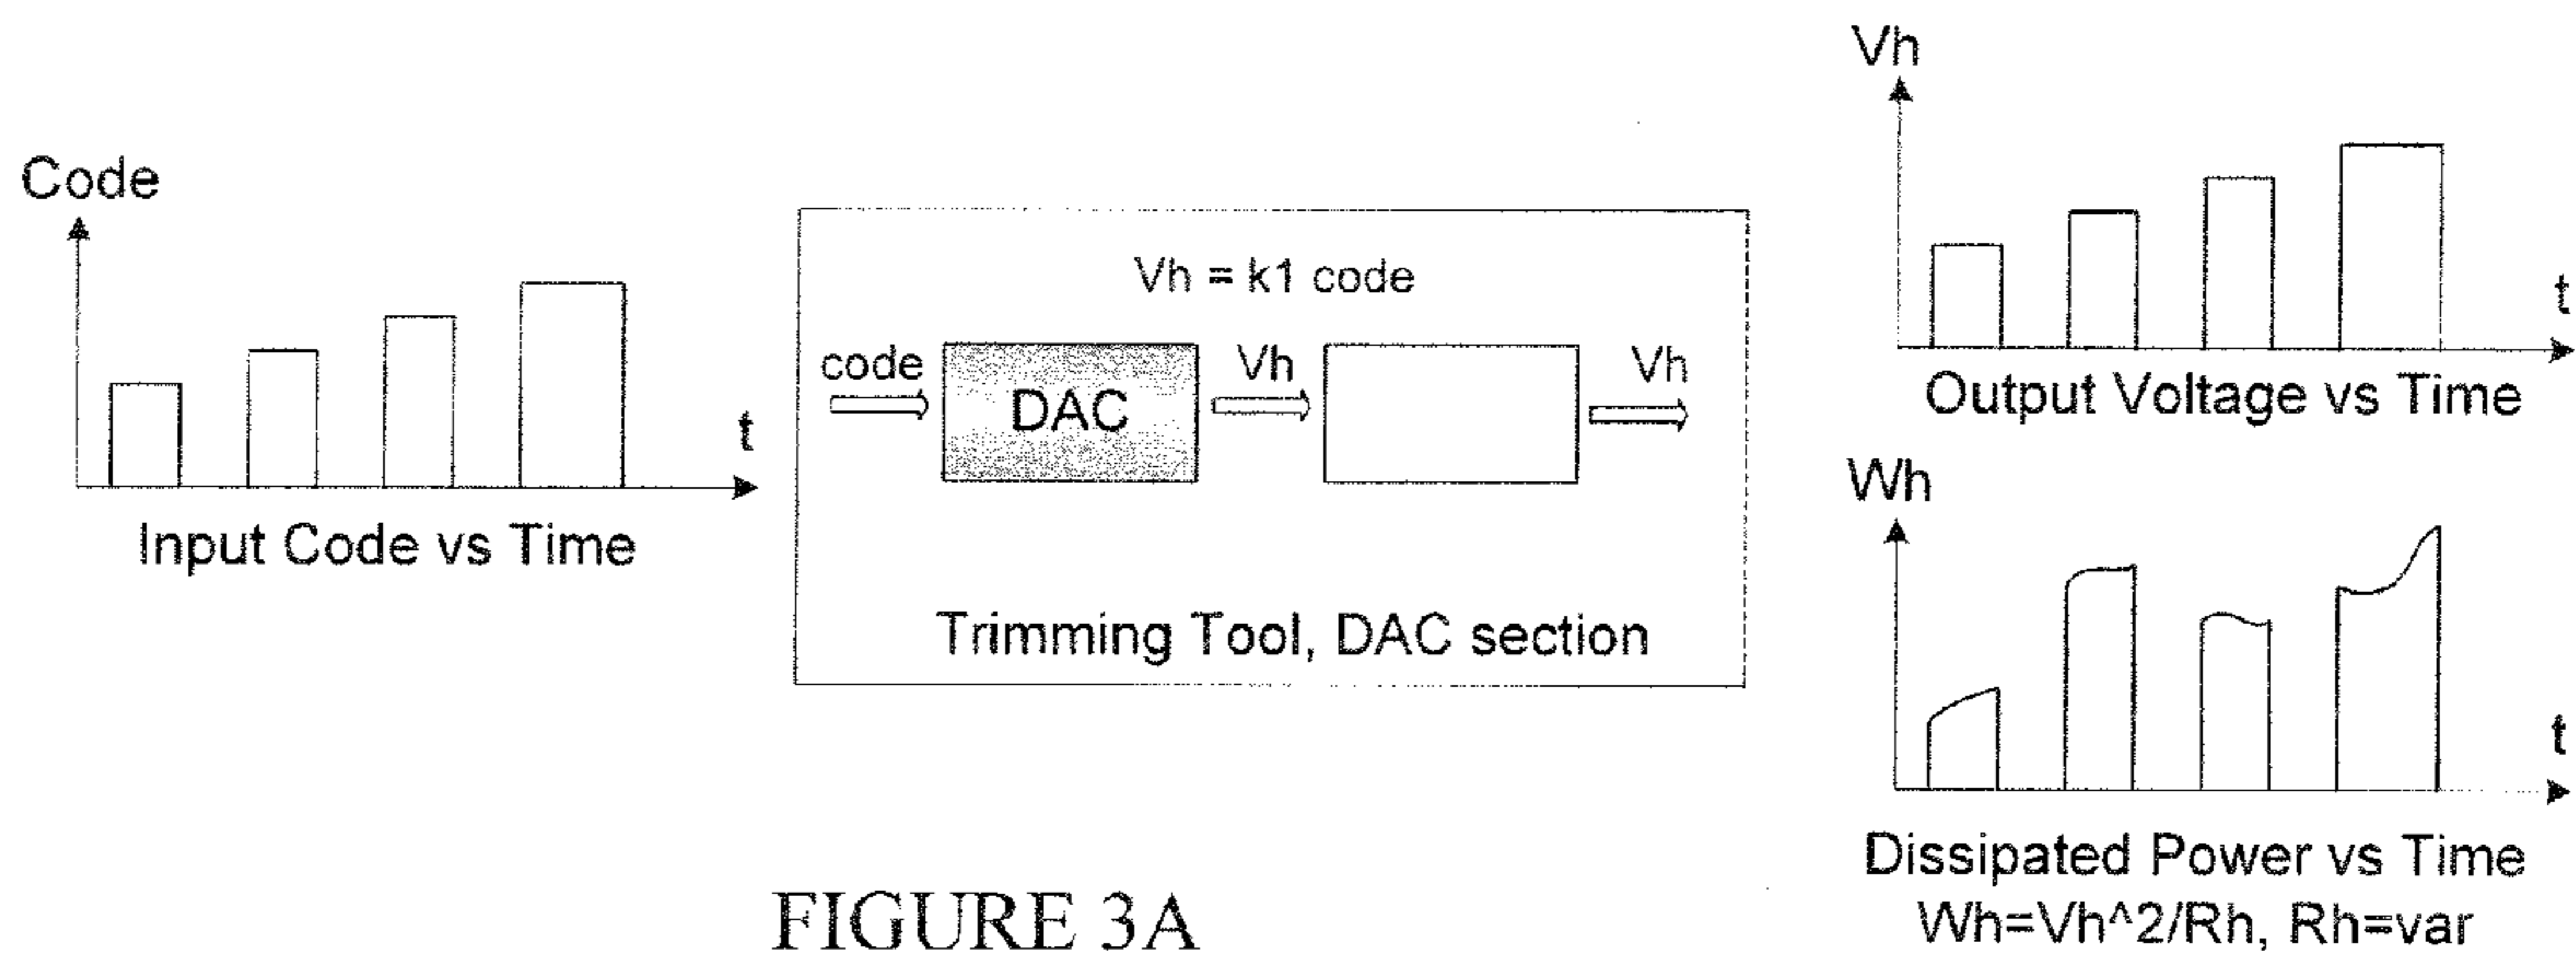 Code
t
Input Code vs Time
Vh = k1 code
code
DAC
Vh
Vh
Trimming Tool, DAC section
Vh
t
Output Voltage vs Time
Wh
t
Dissipated Power vs Time
Wh=Vh^2/Rh, Rh=var
FIGURE 3A